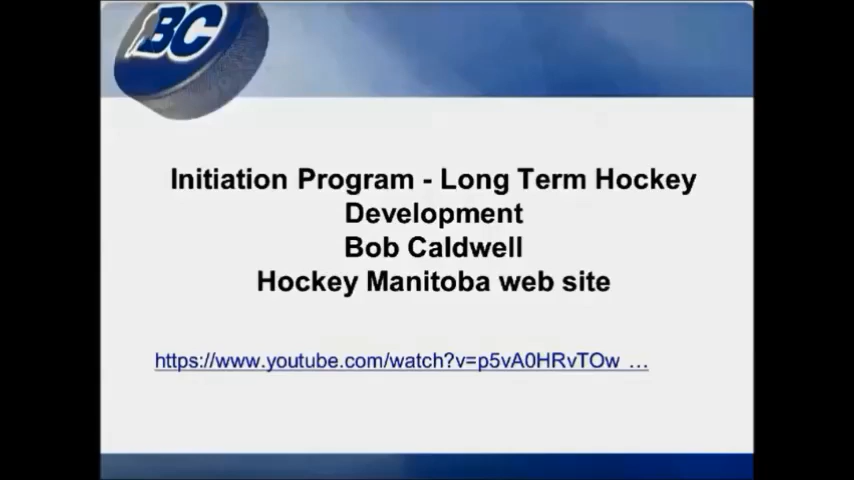 BC
Initiation Program - Long Term Hockey
Development
Bob Caldwell
Hockey Manitoba web site
https://www.youtube.com/watch?v=p5vA0HRvTOw ...